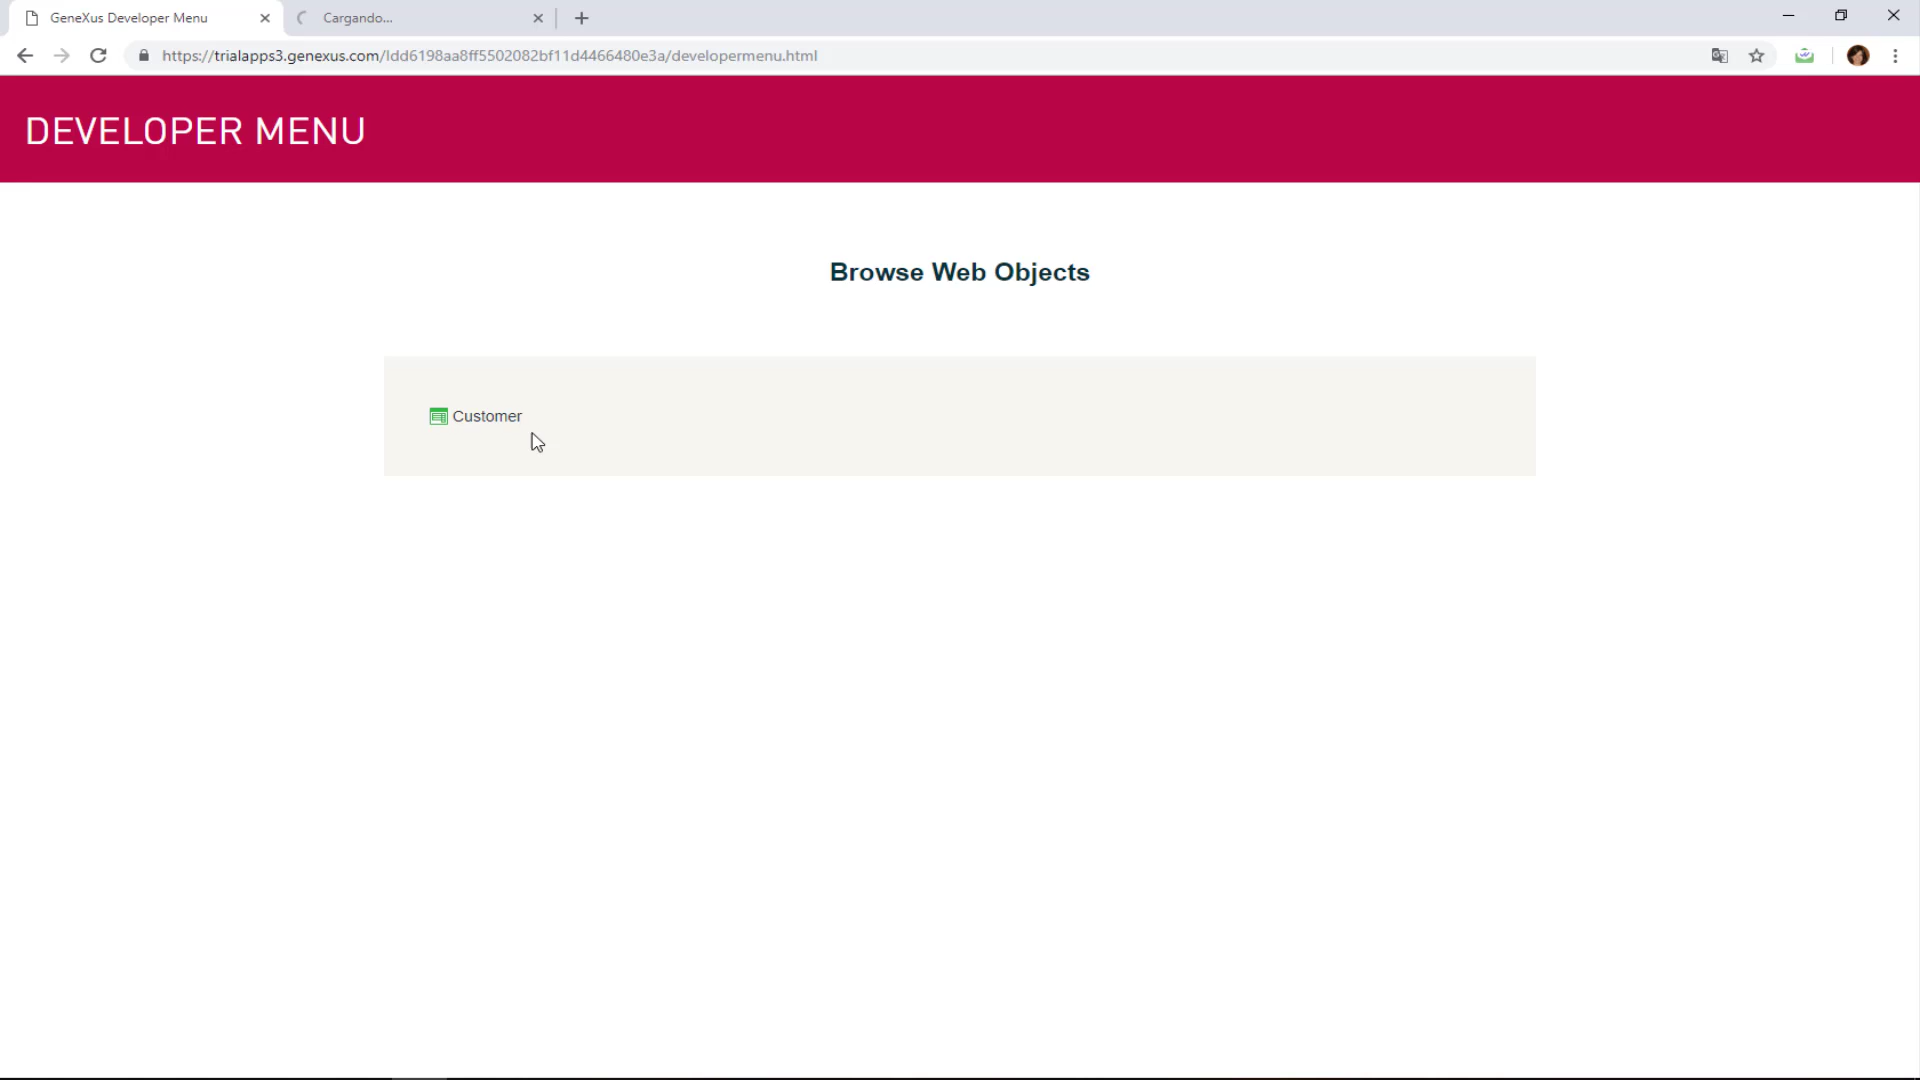 GeneXus Developer Menu
Cargando...
https://trialapps3.genexus.com/Idd6198aa8ff5502082bf11d4466480e3a/developermenu.html
DEVELOPER MENU
Browse Web Objects
Customer